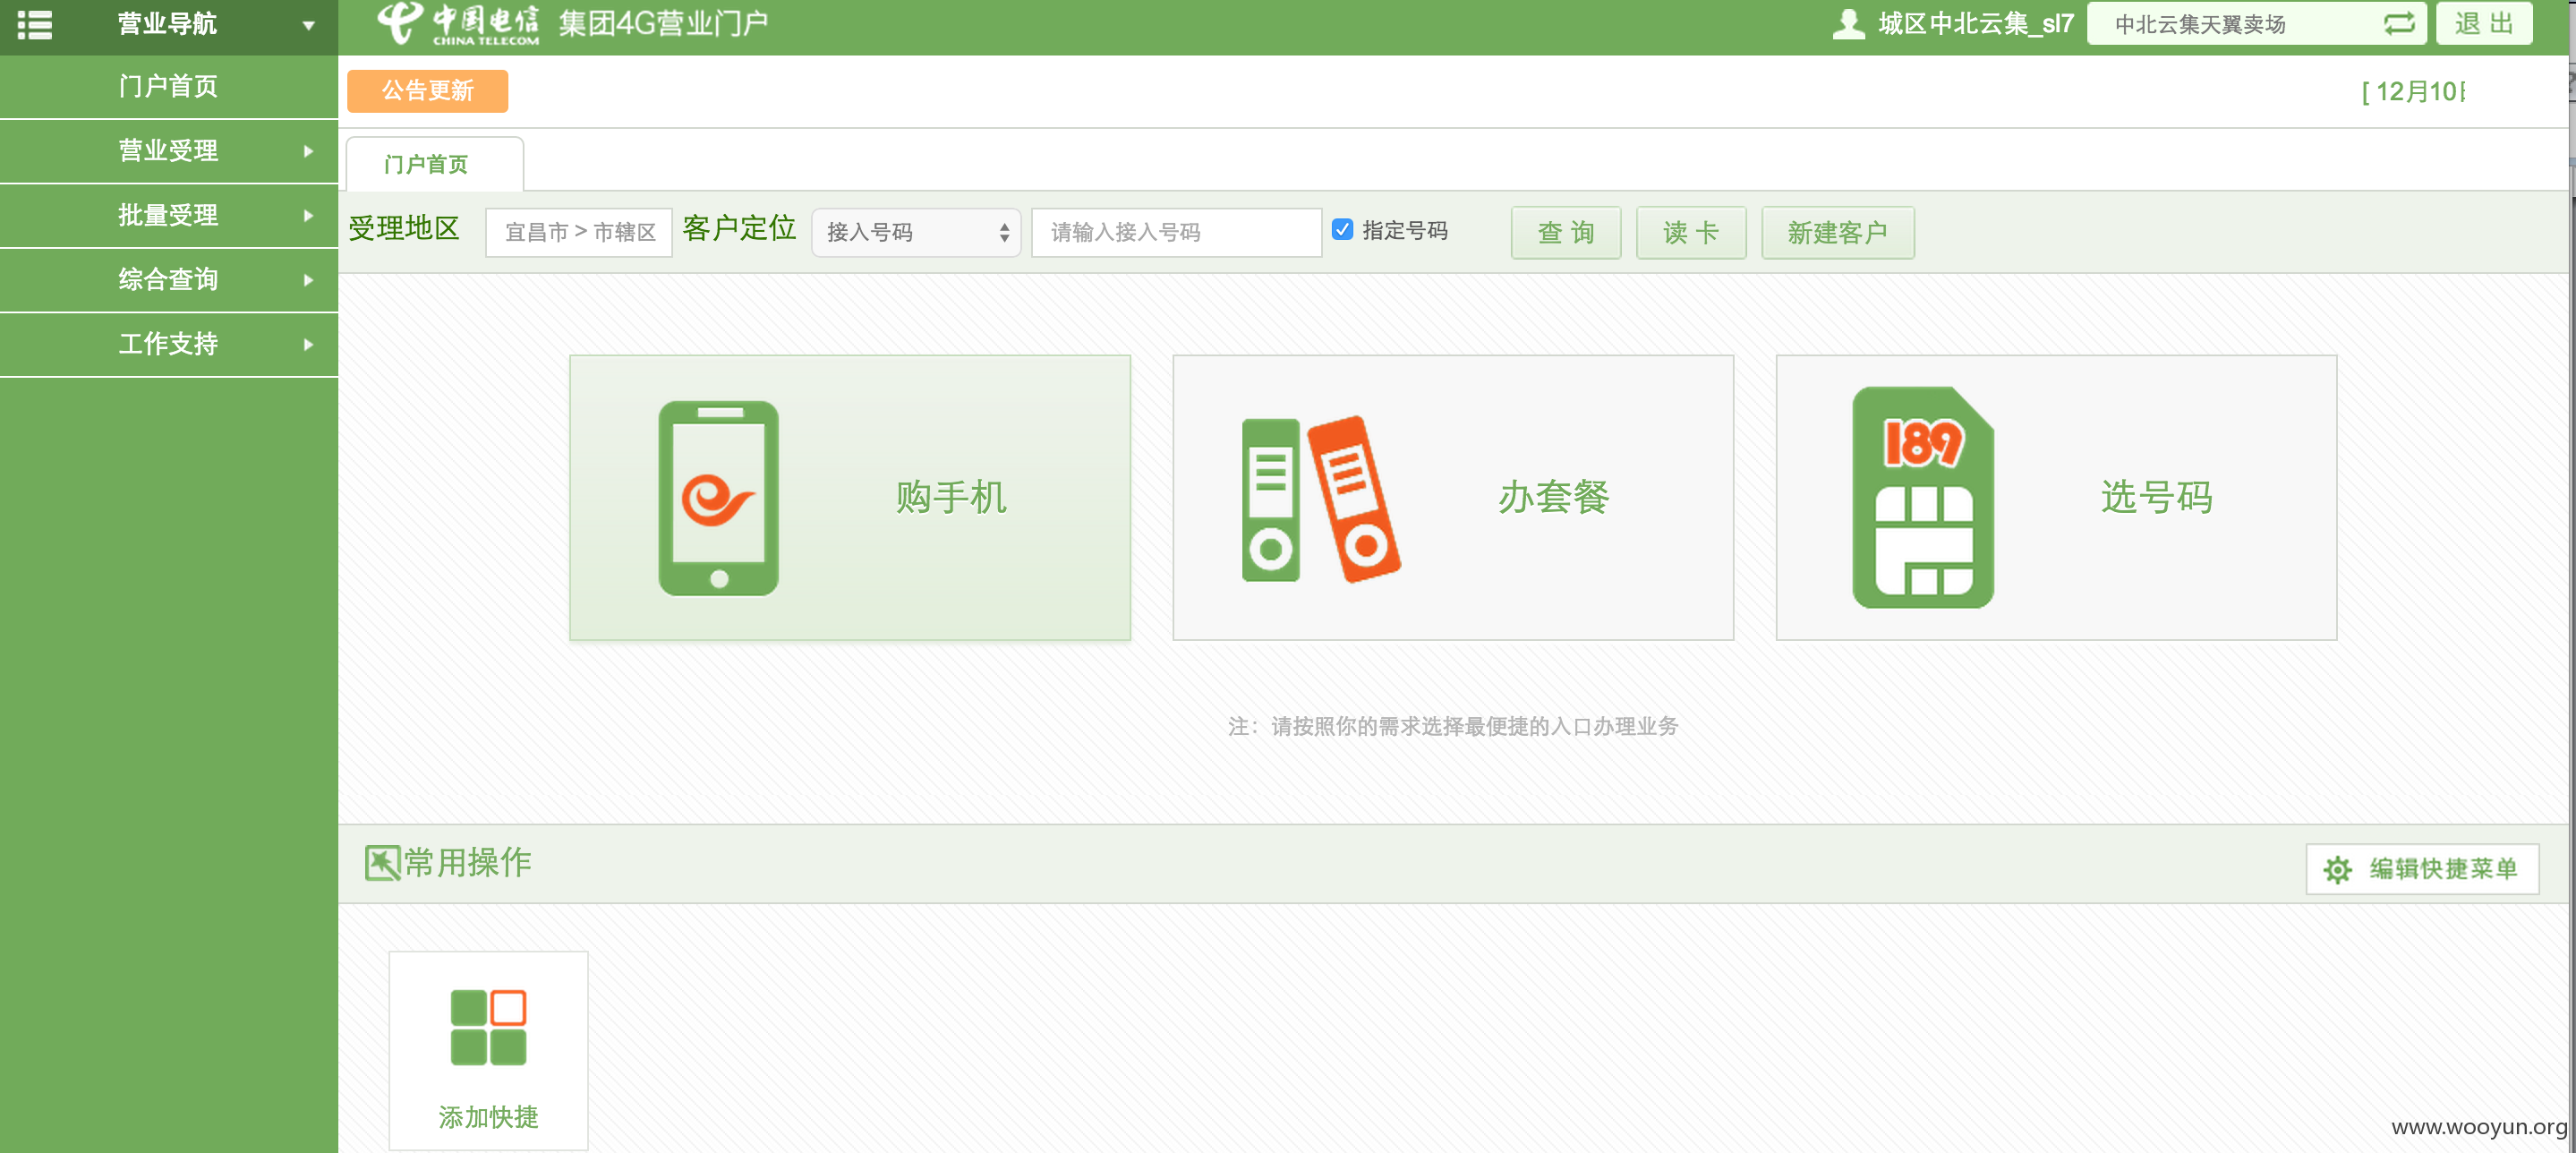 营业导航
中国电信
CHINA TELECOM
集团4G营业门户
城区中北云集_sl7
中北云集天翼卖场
退 出
门户首页
营业受理
批量受理
综合查询
工作支持
公告更新
[ 12月10日
门户首页
受理地区
宜昌市 > 市辖区
客户定位
接入号码
请输入接入号码
指定号码
查 询
读 卡
新建客户
购手机
办套餐
189
选号码
注：请按照你的需求选择最便捷的入口办理业务
常用操作
编辑快捷菜单
添加快捷
www.wooyun.org